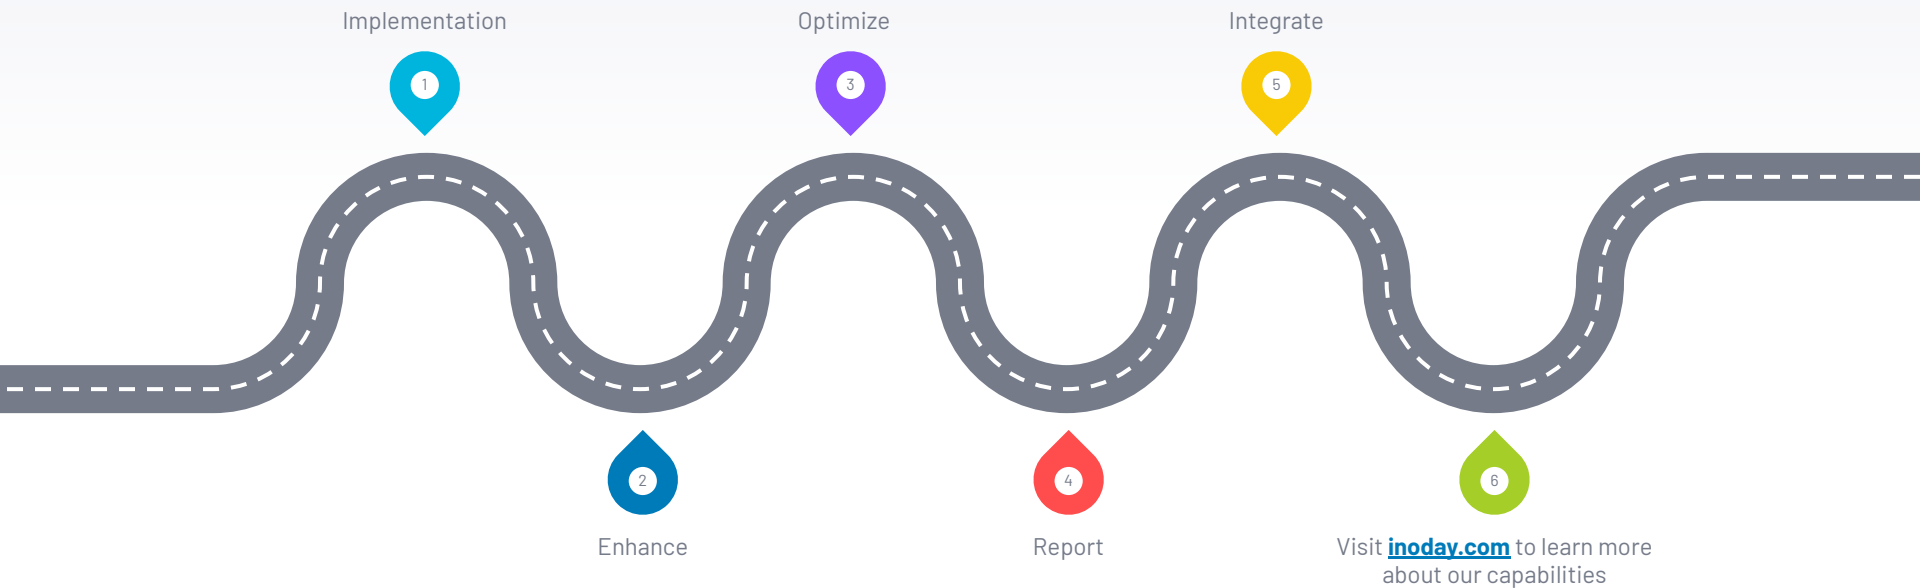 Implementation
1
Enhance
2
Optimize
3
Report
4
Integrate
5
Visit inoday.com to learn more
about our capabilities
6